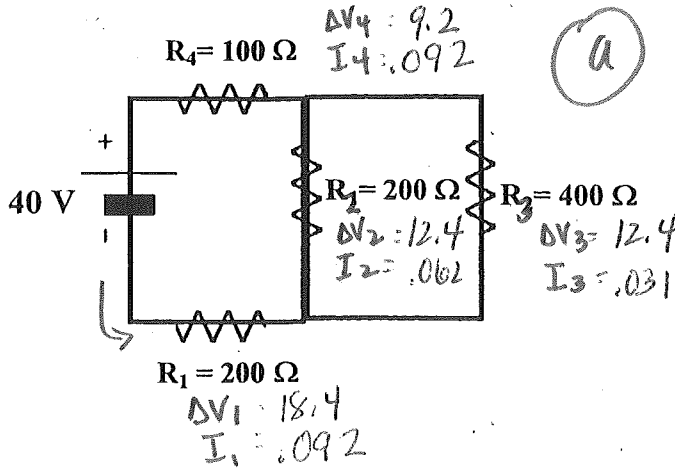 ΔV4 = 9.2
R4= 100 Ω
I4 = .092
a
+
40 V
-
R2= 200 Ω
ΔV2 = 12.4
I2 = .062
R3= 400 Ω
ΔV3= 12.4
I3 = .031
R1 = 200 Ω
ΔV1 = 18.4
I1 = .092